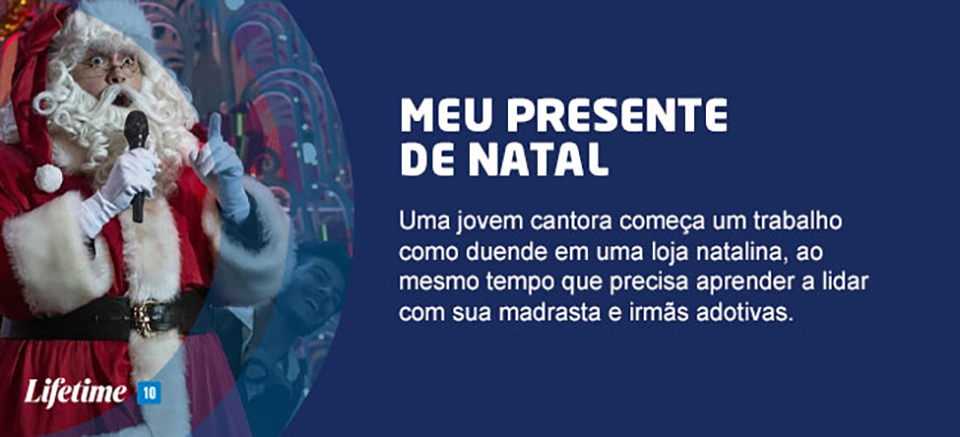 MEU PRESENTE
DE NATAL
Uma jovem cantora começa um trabalho
como duende em uma loja natalina, ao
mesmo tempo que precisa aprender a lidar
com sua madrasta e irmãs adotivas.
Lifetime 10